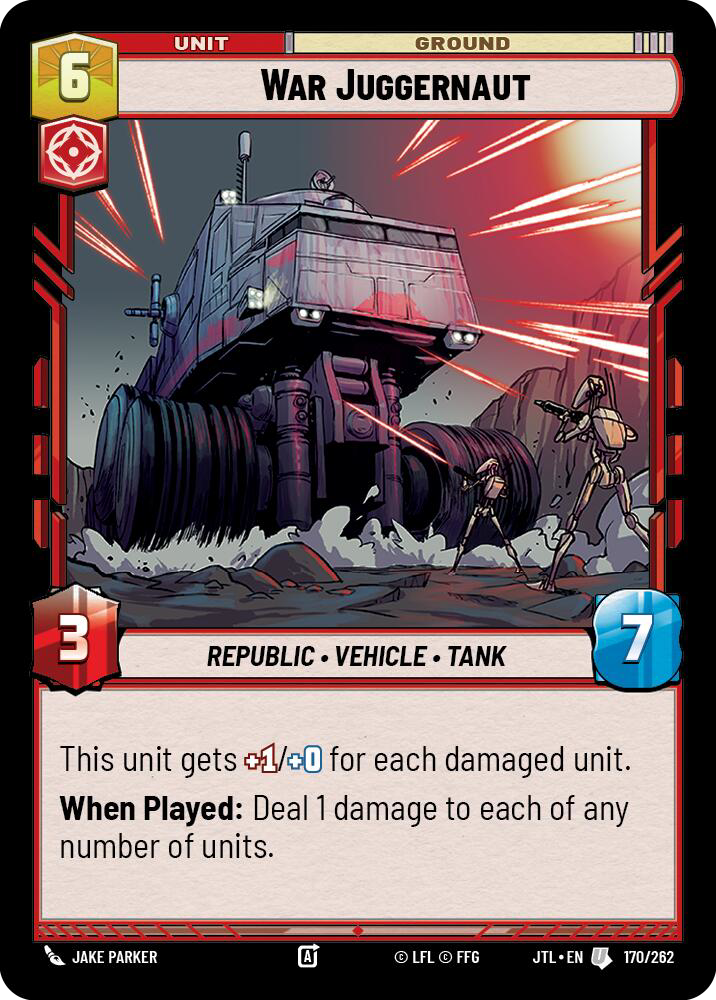 UNIT
GROUND
6
WAR JUGGERNAUT
3
REPUBLIC • VEHICLE • TANK
7
This unit gets +1/+0 for each damaged unit.
When Played: Deal 1 damage to each of any
number of units.
JAKE PARKER
A
© LFL © FFG
JTL • EN
U
170/262